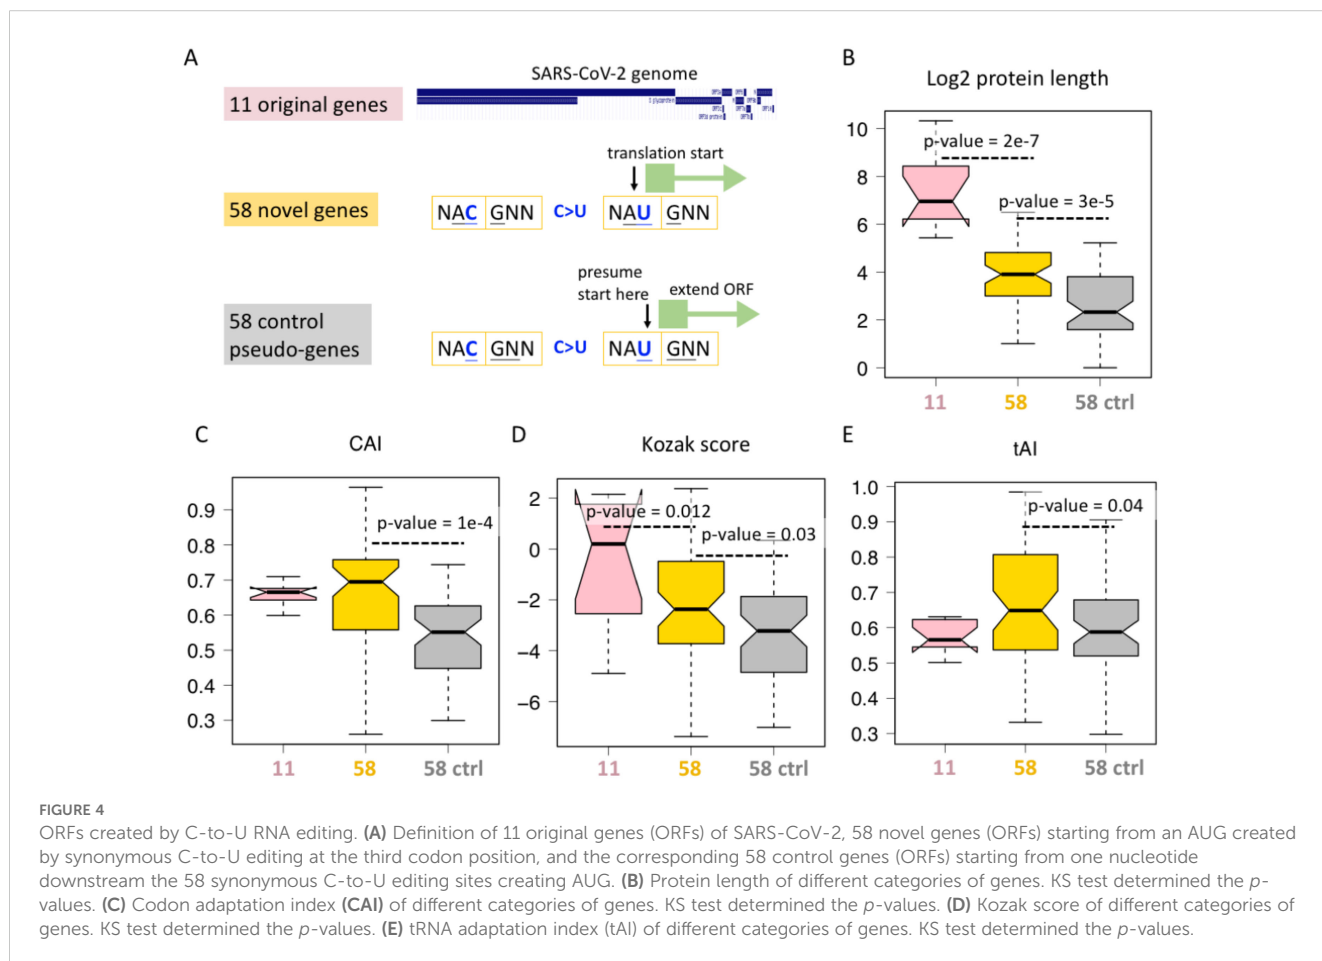 A
SARS-CoV-2 genome
11 original genes
translation start
58 novel genes
NAC GNN C>U NAU GNN
presume
start here
extend ORF
58 control
pseudo-genes
NAC GNN C>U NAU GNN
B
Log2 protein length
p-value = 2e-7
p-value = 3e-5
10
8
6
4
2
0
11 58 58 ctrl
C
CAI
p-value = 1e-4
0.9
0.8
0.7
0.6
0.5
0.4
0.3
11 58 58 ctrl
D
Kozak score
p-value = 0.012
p-value = 0.03
2
0
−2
−4
−6
11 58 58 ctrl
E
tAI
p-value = 0.04
1.0
0.9
0.8
0.7
0.6
0.5
0.4
0.3
11 58 58 ctrl
FIGURE 4
ORFs created by C-to-U RNA editing. (A) Definition of 11 original genes (ORFs) of SARS-CoV-2, 58 novel genes (ORFs) starting from an AUG created
by synonymous C-to-U editing at the third codon position, and the corresponding 58 control genes (ORFs) starting from one nucleotide
downstream the 58 synonymous C-to-U editing sites creating AUG. (B) Protein length of different categories of genes. KS test determined the p-
values. (C) Codon adaptation index (CAI) of different categories of genes. KS test determined the p-values. (D) Kozak score of different categories of
genes. KS test determined the p-values. (E) tRNA adaptation index (tAI) of different categories of genes. KS test determined the p-values.